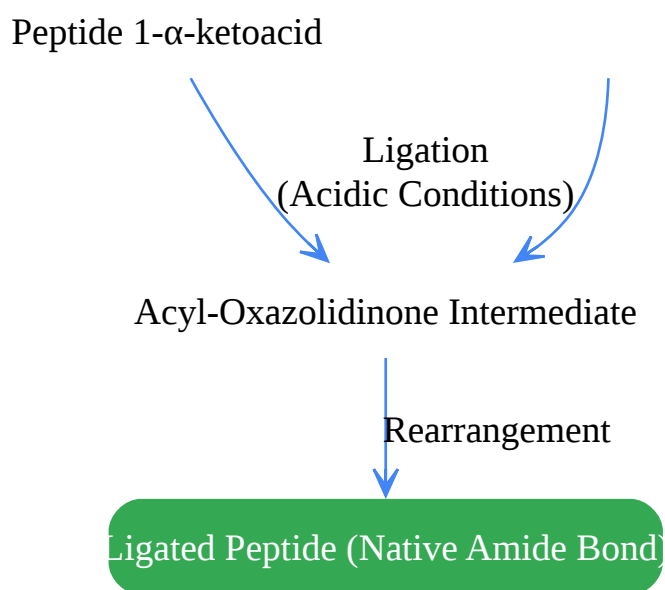 Peptide 1-α-ketoacid
Ligation
(Acidic Conditions)
Acyl-Oxazolidinone Intermediate
Rearrangement
Ligated Peptide (Native Amide Bond)